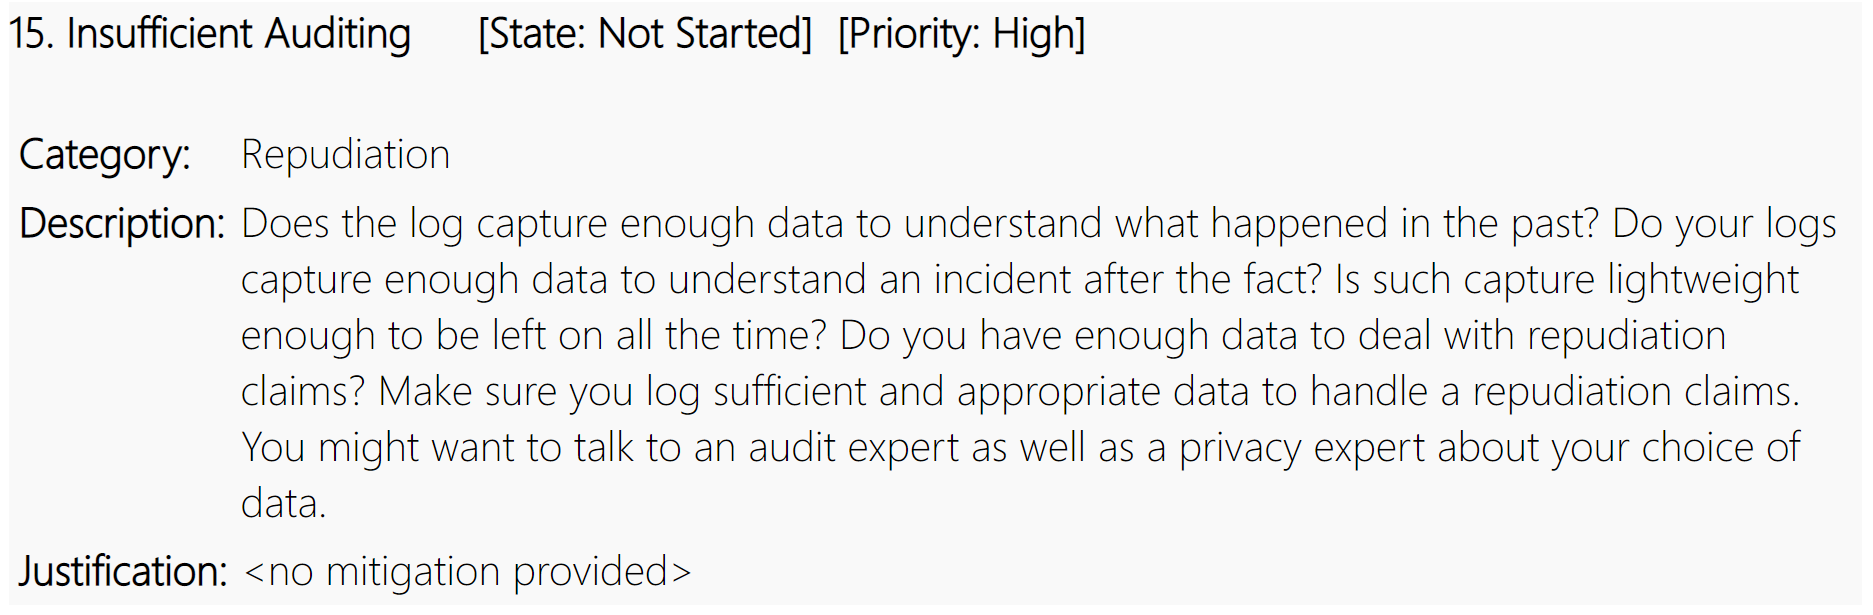 15. Insufficient Auditing [State: Not Started] [Priority: High]
Category: Repudiation
Description: Does the log capture enough data to understand what happened in the past? Do your logs
capture enough data to understand an incident after the fact? Is such capture lightweight
enough to be left on all the time? Do you have enough data to deal with repudiation
claims? Make sure you log sufficient and appropriate data to handle a repudiation claims.
You might want to talk to an audit expert as well as a privacy expert about your choice of
data.
Justification: <no mitigation provided>